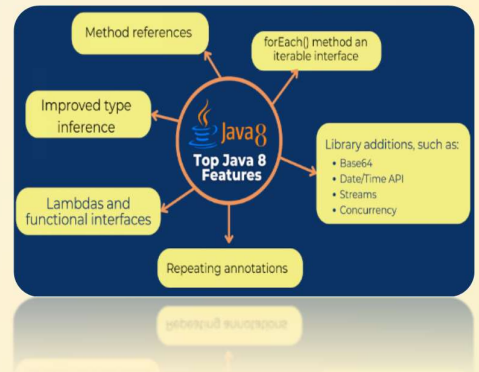 Method references
forEach() method an
iterable interface
Improved type
inference
Java 8
Top Java 8
Features
Library additions, such as:
• Base64
• Date/Time API
• Streams
• Concurrency
Lambdas and
functional interfaces
Repeating annotations